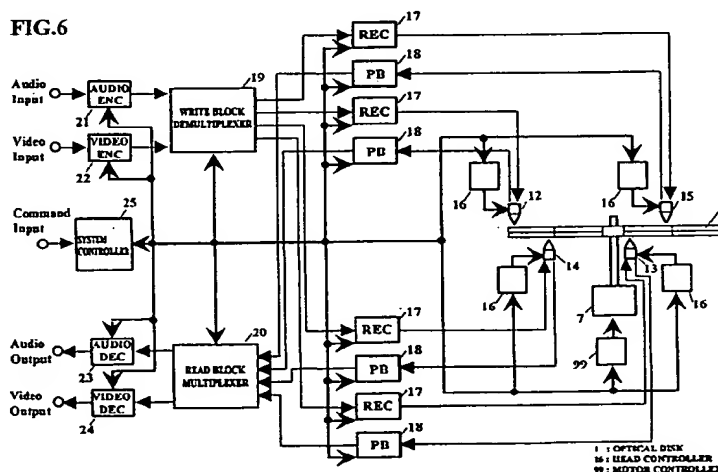 FIG.6
Audio
Input
AUDIO
ENC
21
Video
Input
VIDEO
ENC
22
19
WRITE BLOCK
DEMULTIPLEXER
Command
Input
25
SYSTEM
CONTROLLER
Audio
Output
AUDIO
DEC
23
Video
Output
VIDEO
DEC
24
20
READ BLOCK
MULTIPLEXER
17
REC
18
PB
17
REC
18
PB
17
REC
18
PB
17
REC
18
PB
16
12
16
15
14
13
16
16
7
99
1 : OPTICAL DISK
16 : HEAD CONTROLLER
99 : MOTOR CONTROLLER